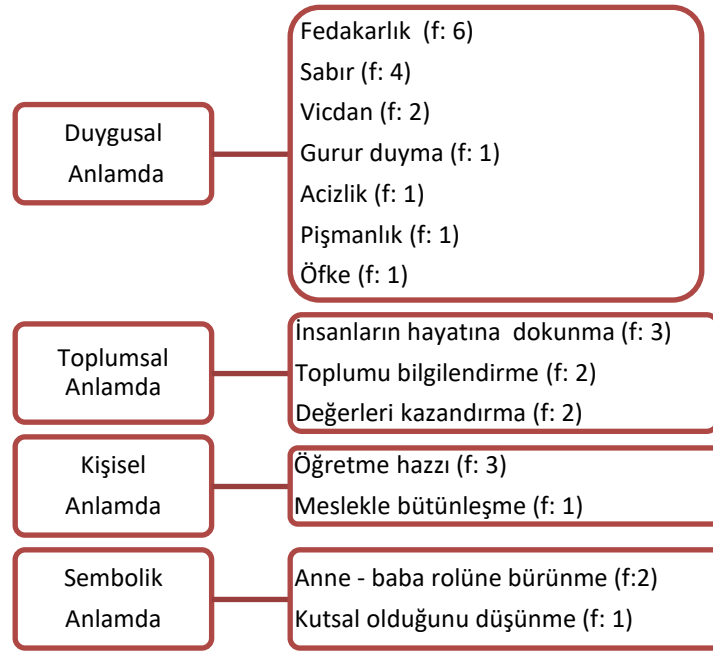 Duygusal
Anlamda
Fedakarlık (f: 6)
Sabır (f: 4)
Vicdan (f: 2)
Gurur duyma (f: 1)
Acizlik (f: 1)
Pişmanlık (f: 1)
Öfke (f: 1)
Toplumsal
Anlamda
İnsanların hayatına dokunma (f: 3)
Toplumu bilgilendirme (f: 2)
Değerleri kazandırma (f: 2)
Kişisel
Anlamda
Öğretme hazzı (f: 3)
Meslekle bütünleşme (f: 1)
Sembolik
Anlamda
Anne - baba rolüne bürünme (f:2)
Kutsal olduğunu düşünme (f: 1)